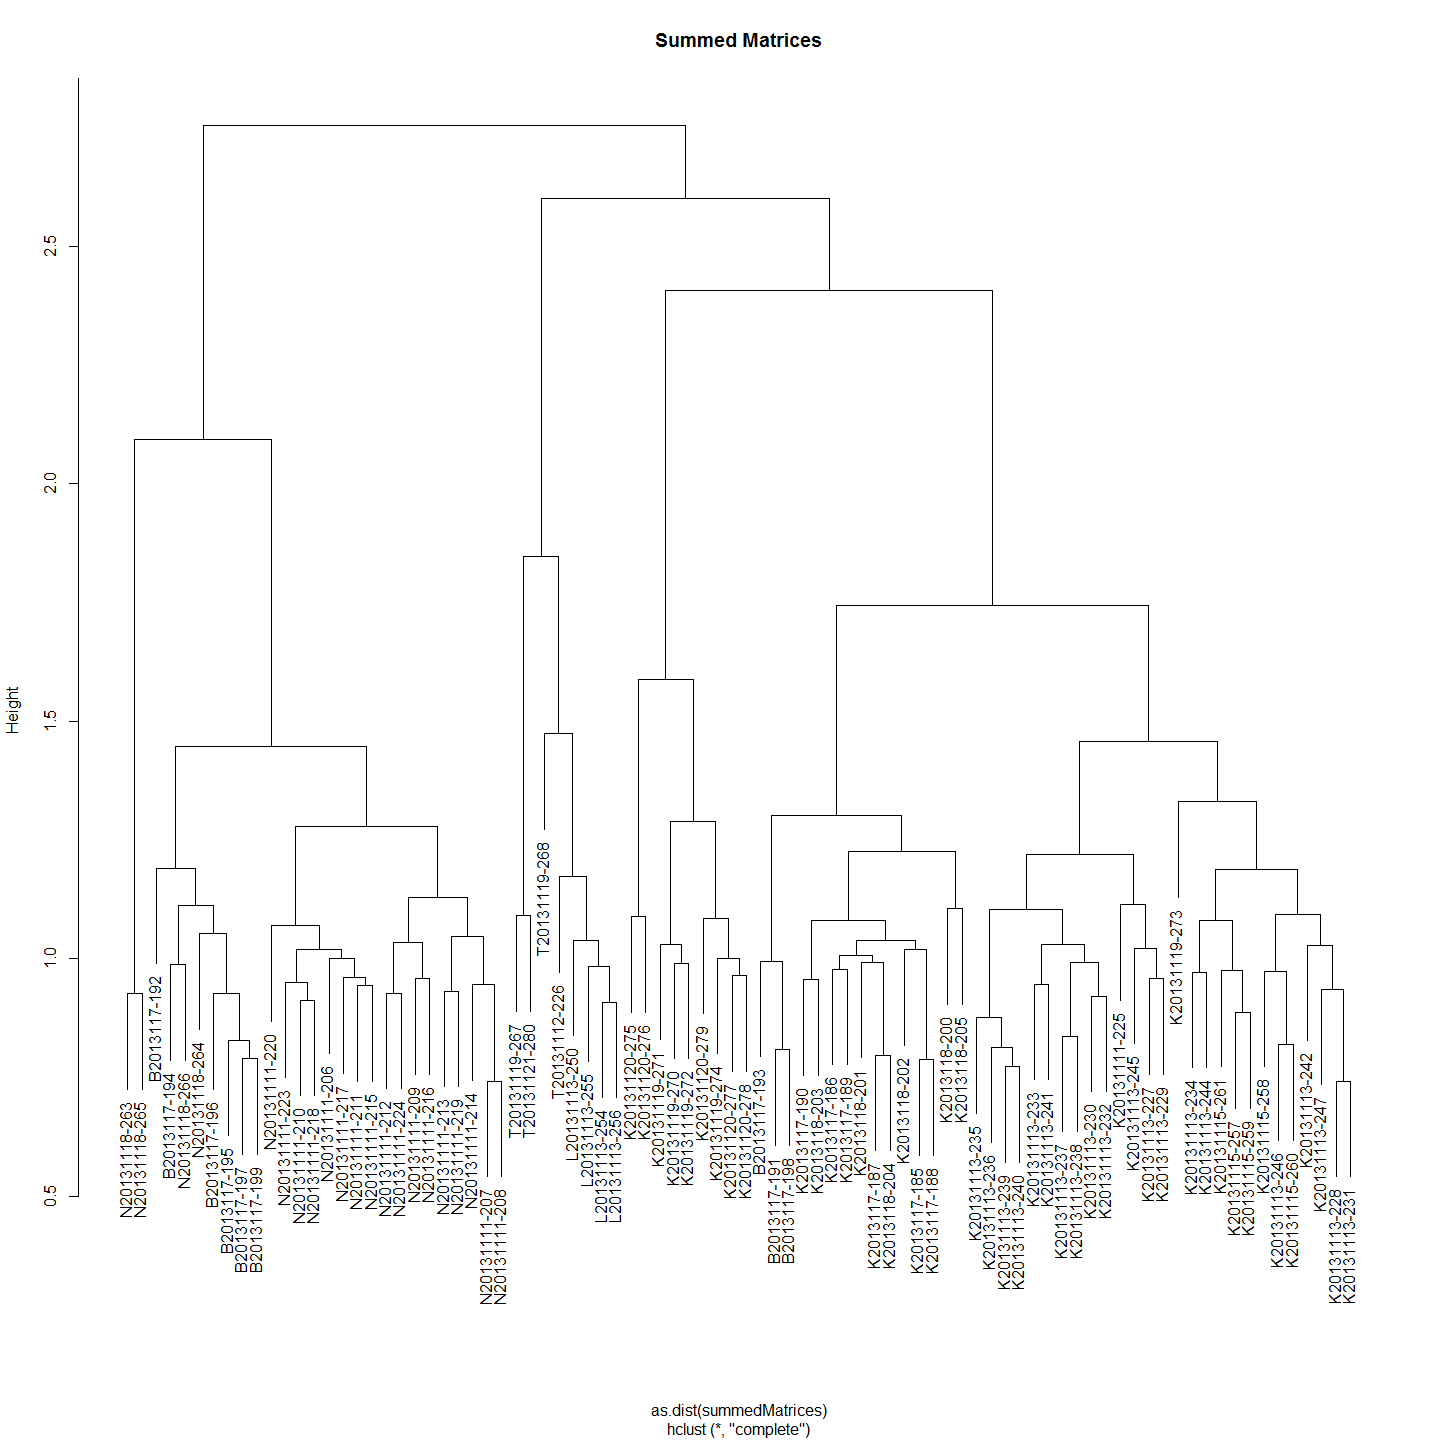 Summed Matrices
Height
2.5
2.0
1.5
1.0
0.5
N20131118-263
N20131118-265
B2013117-192
B2013117-194
N20131118-266
N20131118-264
B2013117-196
B2013117-195
B2013117-197
B2013117-199
N20131111-220
N20131111-223
N20131111-210
N20131111-218
N20131111-206
N20131111-217
N20131111-211
N20131111-215
N20131111-212
N20131111-224
N20131111-209
N20131111-216
N20131111-213
N20131111-219
N20131111-214
N20131111-207
N20131111-208
T20131119-267
T20131121-280
T20131119-268
T20131112-226
L20131113-250
L20131113-255
L20131113-254
L20131113-256
K20131120-275
K20131120-276
K20131119-271
K20131119-270
K20131119-272
K20131120-279
K20131119-274
K20131120-277
K20131120-278
B2013117-193
B2013117-191
B2013117-198
K2013117-190
K2013118-203
K2013117-186
K2013117-189
K2013118-201
K2013117-187
K2013118-204
K2013118-202
K2013117-185
K2013117-188
K2013118-200
K2013118-205
K20131113-235
K20131113-236
K20131113-239
K20131113-240
K20131113-233
K20131113-241
K20131113-237
K20131113-238
K20131113-230
K20131113-232
K20131111-225
K20131113-245
K20131113-227
K20131113-229
K20131119-273
K20131113-234
K20131113-244
K20131115-261
K20131115-257
K20131115-259
K20131115-258
K20131113-246
K20131115-260
K20131113-242
K20131113-247
K20131113-228
K20131113-231
as.dist(summedMatrices)
hclust (*, "complete")